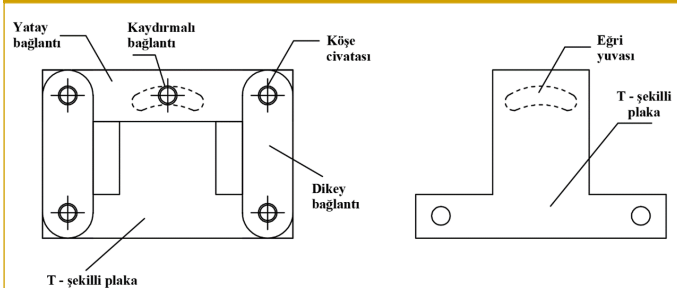 Yatay
bağlantı
Kaydırmalı
bağlantı
Köşe
civatası
Dikey
bağlantı
T - şekilli plaka
Eğri
yuvası
T - şekilli
plaka